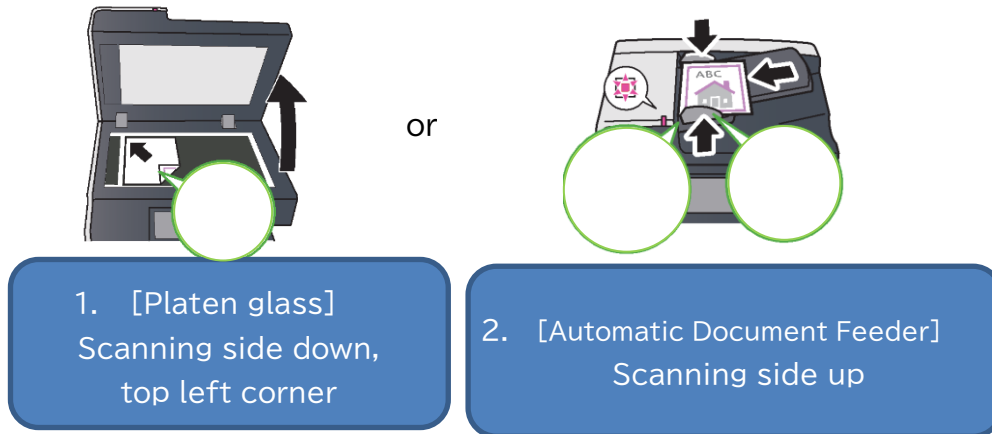 ABC
or
1. [Platen glass]
Scanning side down,
top left corner
2. [Automatic Document Feeder]
Scanning side up